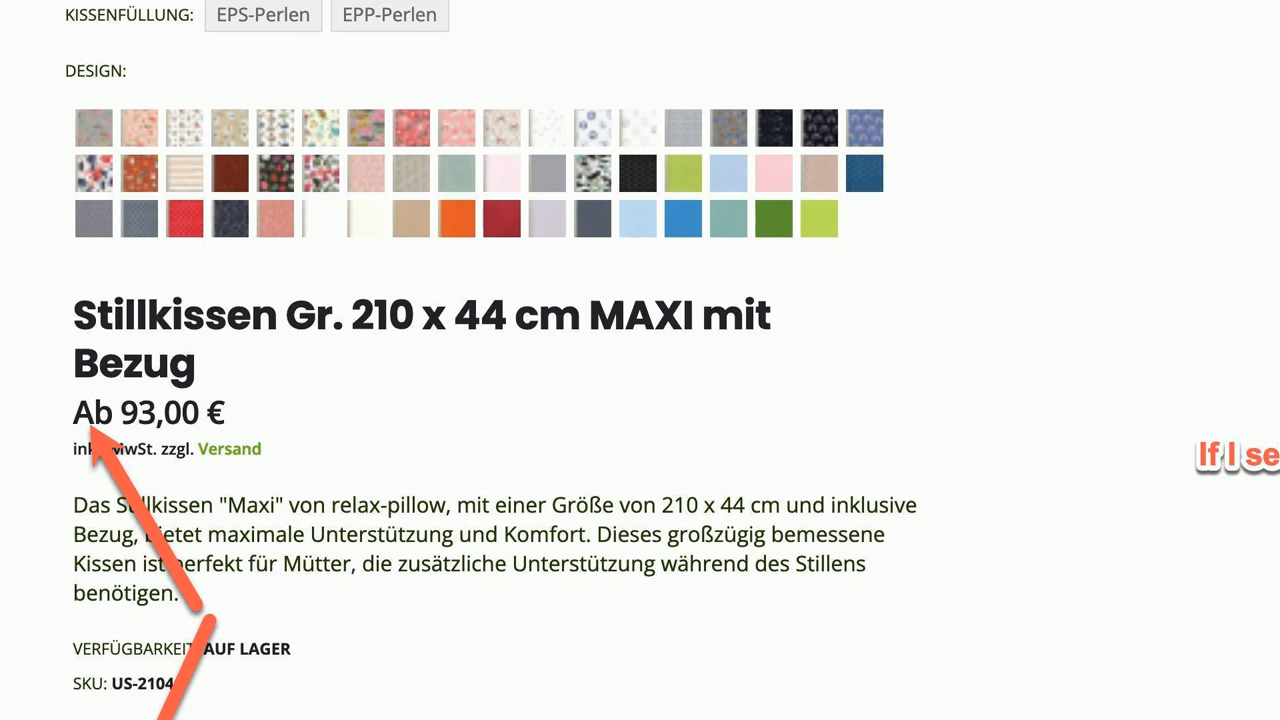 KISSENFÜLLUNG: EPS-Perlen EPP-Perlen
DESIGN:
Stillkissen Gr. 210 x 44 cm MAXI mit
Bezug
Ab 93,00 €
inkl. MwSt. zzgl. Versand
If I se
Das Stillkissen "Maxi" von relax-pillow, mit einer Größe von 210 x 44 cm und inklusive
Bezug, bietet maximale Unterstützung und Komfort. Dieses großzügig bemessene
Kissen ist perfekt für Mütter, die zusätzliche Unterstützung während des Stillens
benötigen.
VERFÜGBARKEIT: AUF LAGER
SKU: US-2104